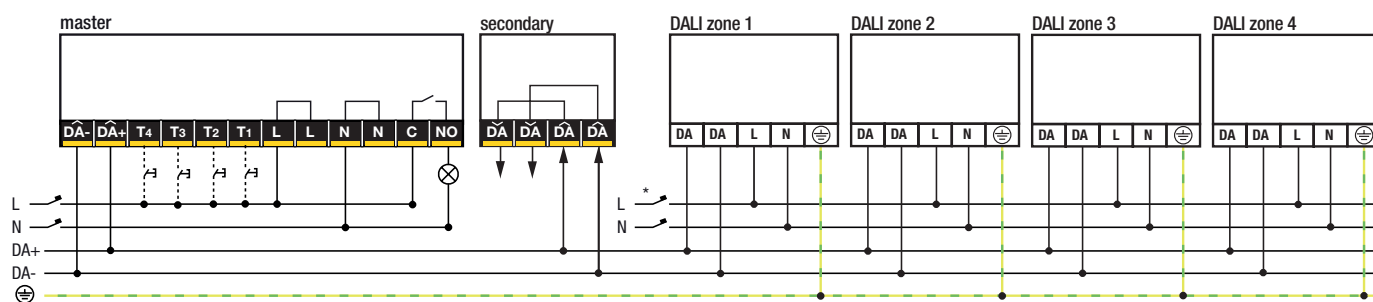 master
secondary
DALI zone 1
DALI zone 2
DALI zone 3
DALI zone 4
DA- DA+ T4 T3 T2 T1 L L N N C NO
DA DA DA DA
DA DA L N
DA DA L N
DA DA L N
DA DA L N
L
L *
N
N
DA+
DA-